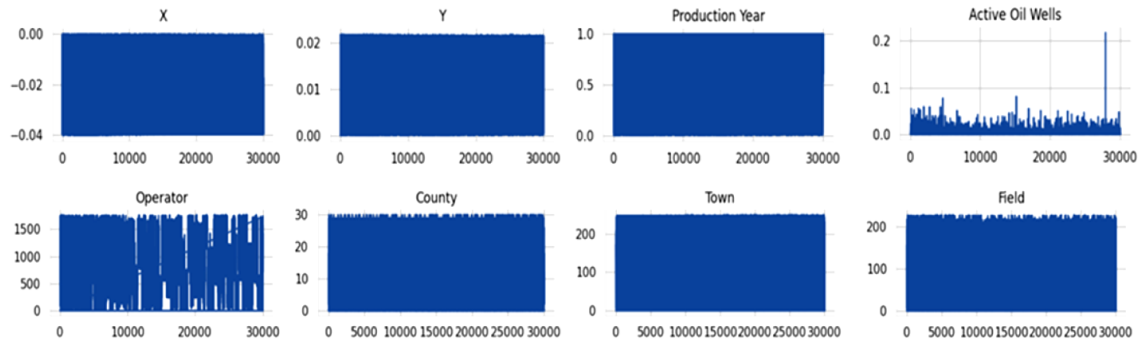 X Y Production Year Active Oil Wells
0.00 0.02 1.0 0.2
−0.02 0.01 0.5 0.1
−0.04 0.00 0.0 0.0
0 10000 20000 30000 0 10000 20000 30000 0 10000 20000 30000 0 10000 20000 30000
Operator County Town Field
1500 30 200 200
1000 20 100 100
500 10 0 0
0 0
0 10000 20000 30000 0 5000 10000 15000 20000 25000 30000 0 5000 10000 15000 20000 25000 30000 0 5000 10000 15000 20000 25000 30000